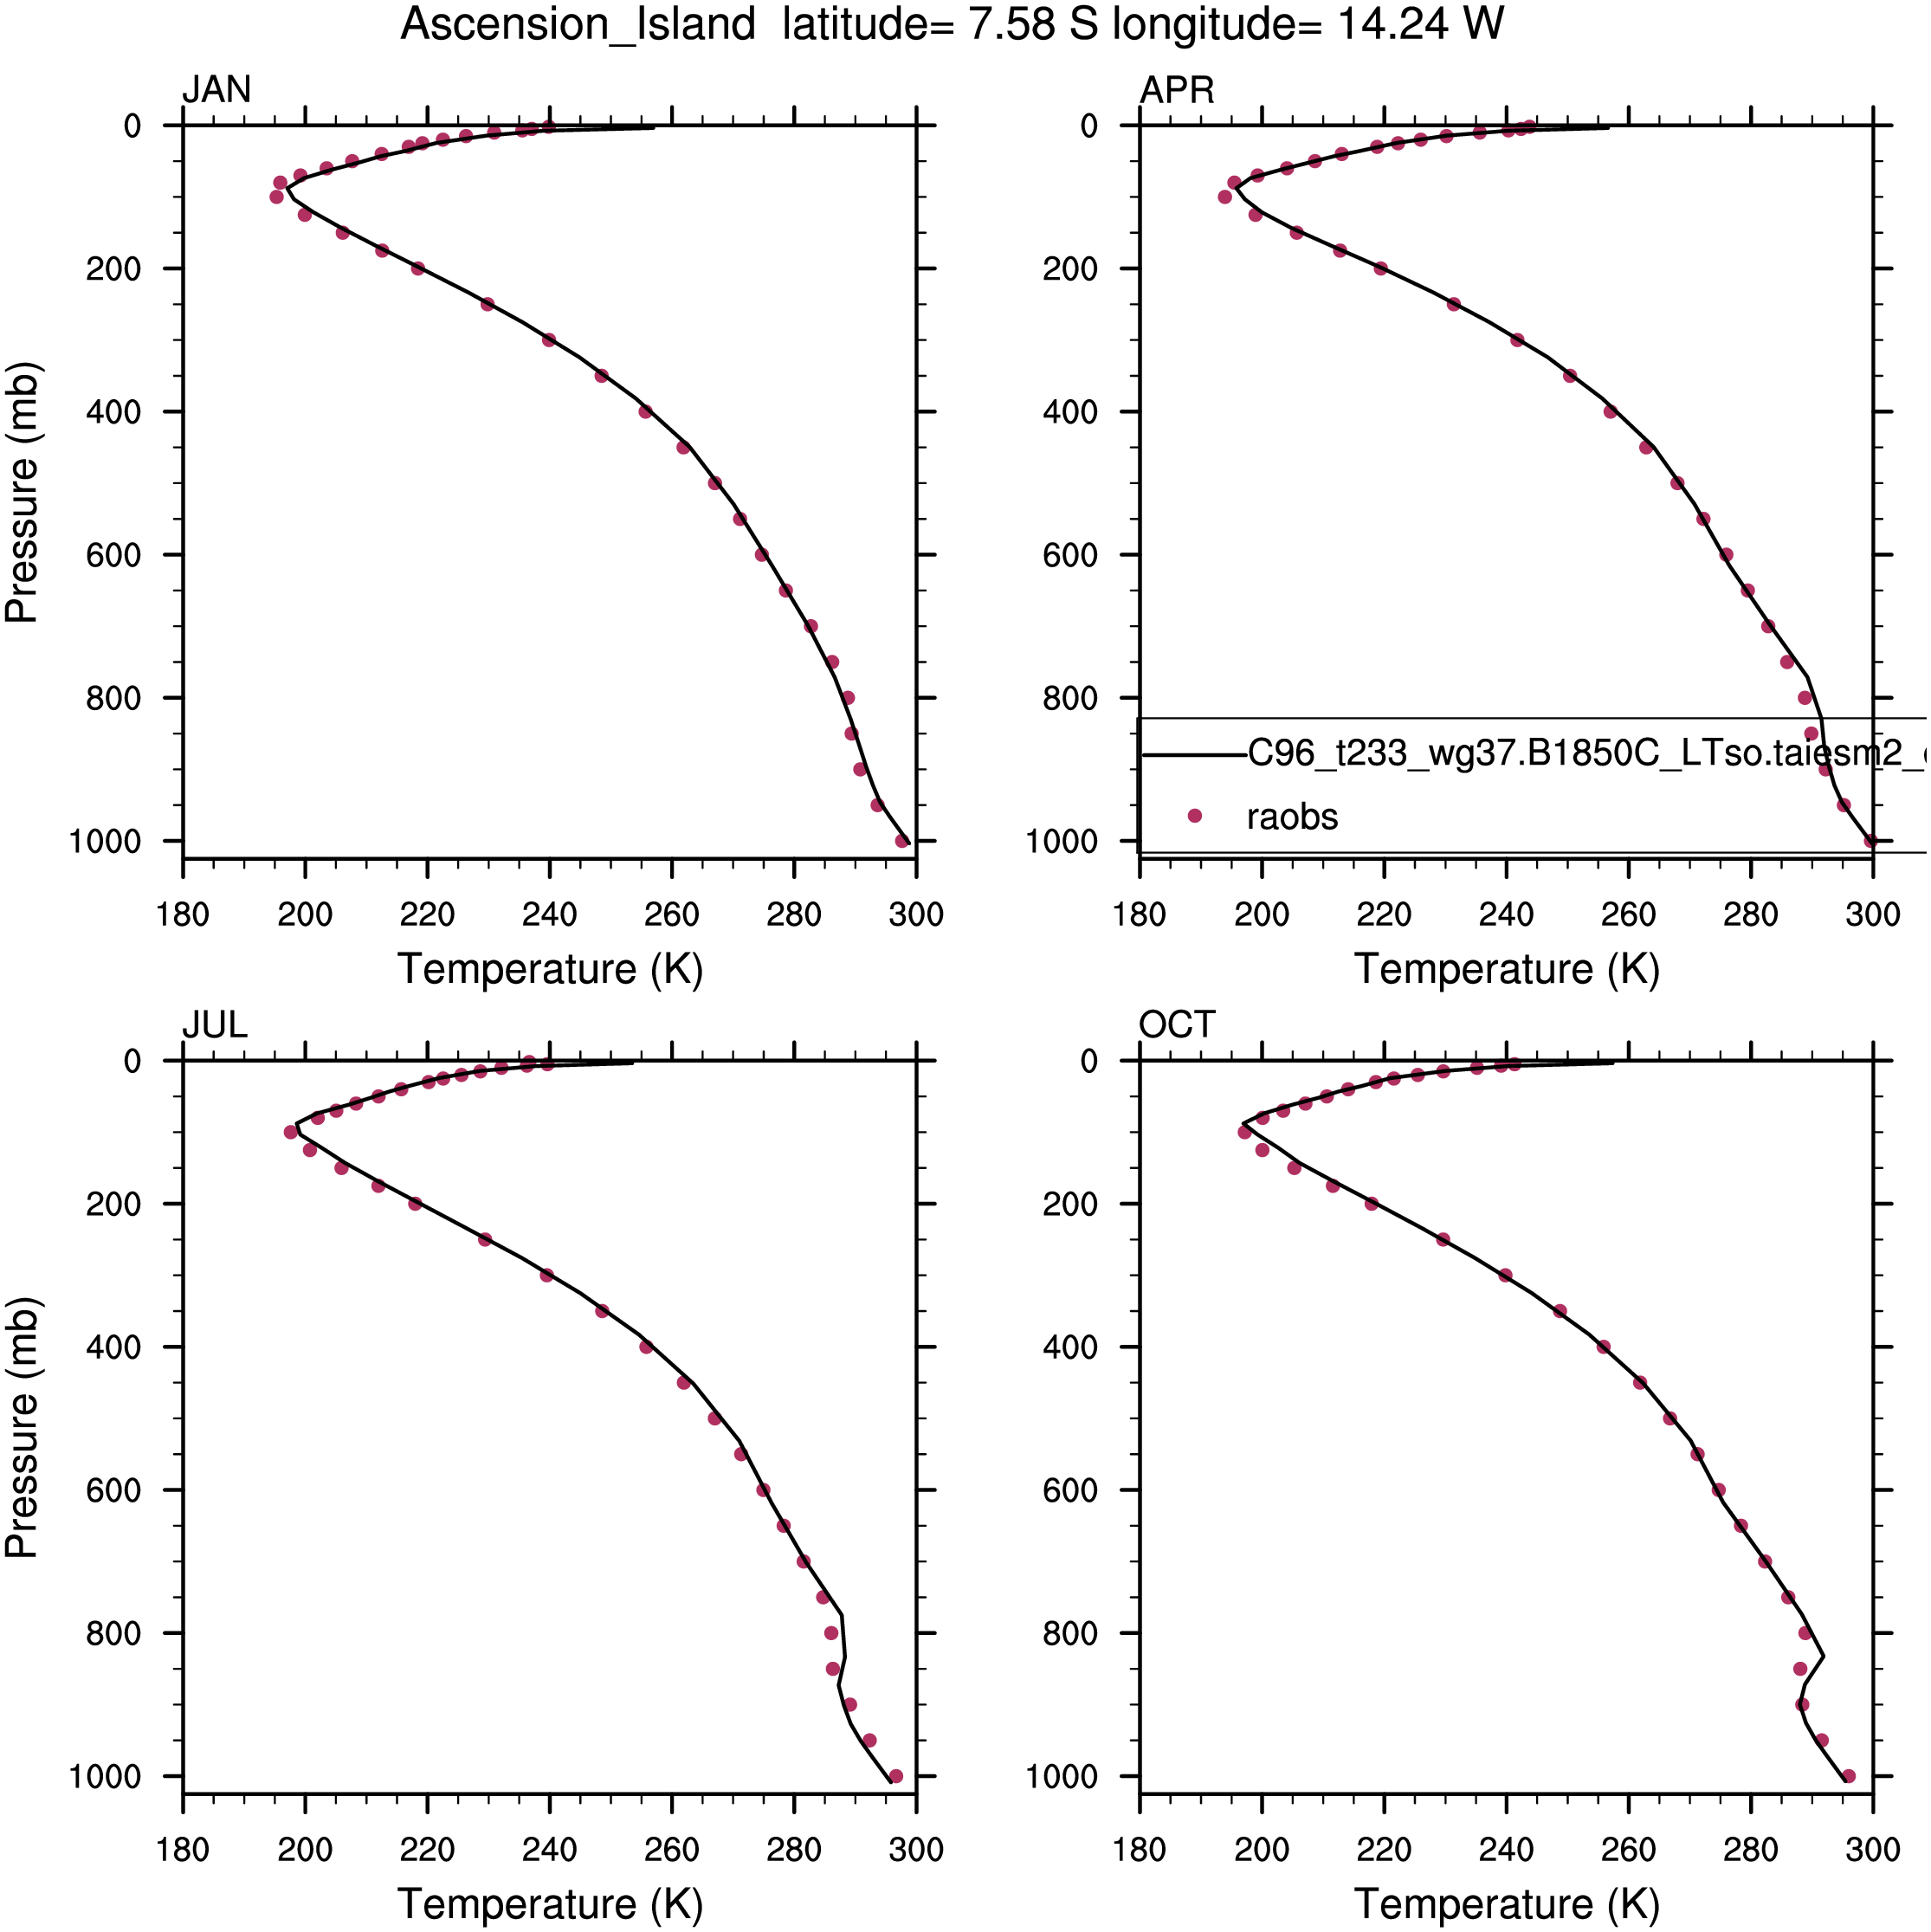 Ascension_Island latitude= 7.58 S longitude= 14.24 W
JAN
0
200
400
600
800
1000
Pressure (mb)
180 200 220 240 260 280 300
Temperature (K)
APR
0
200
400
600
800
1000
C96_t233_wg37.B1850C_LTso.taiesm2_
raobs
180 200 220 240 260 280 300
Temperature (K)
JUL
0
200
400
600
800
1000
Pressure (mb)
180 200 220 240 260 280 300
Temperature (K)
OCT
0
200
400
600
800
1000
180 200 220 240 260 280 300
Temperature (K)